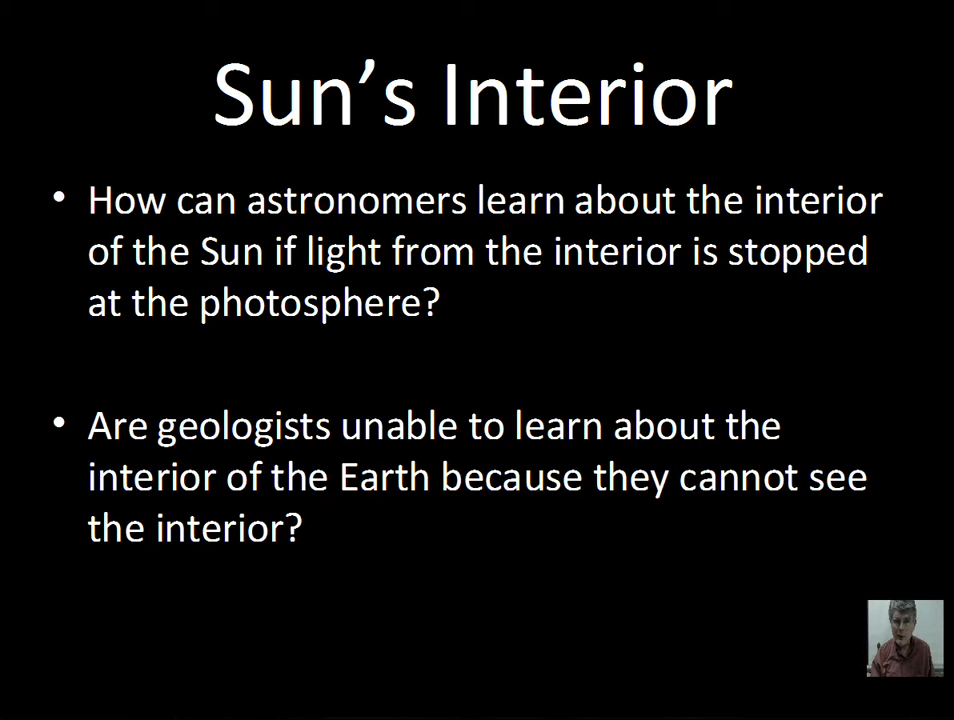 Sun’s Interior
• How can astronomers learn about the interior
of the Sun if light from the interior is stopped
at the photosphere?
• Are geologists unable to learn about the
interior of the Earth because they cannot see
the interior?